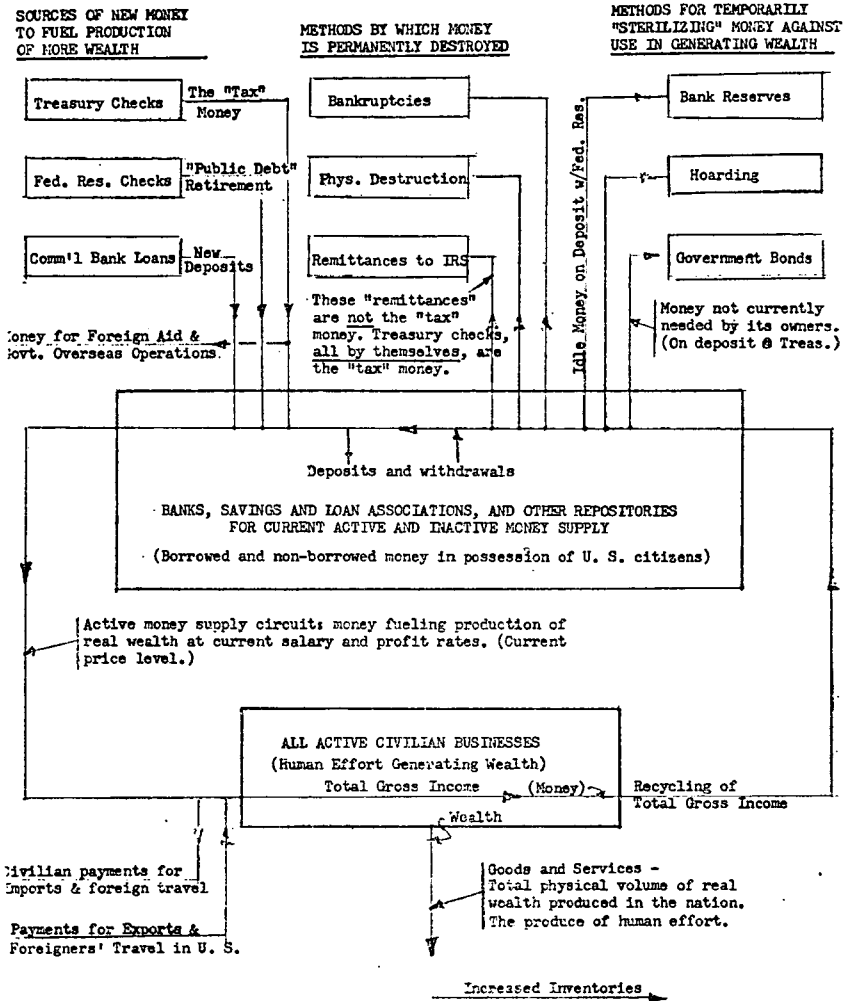 SOURCES OF NEW MONEY
TO FUEL PRODUCTION
OF MORE WEALTH
METHODS BY WHICH MONEY
IS PERMANENTLY DESTROYED
METHODS FOR TEMPORARILY
"STERILIZING" MONEY AGAINST
USE IN GENERATING WEALTH
Treasury Checks
The "Tax"
Money
Bankruptcies
Bank Reserves
Fed. Res. Checks
"Public Debt"
Retirement
Phys. Destruction
Hoarding
Comm'l Bank Loans
New
Deposits
Remittances to IRS
Government Bonds
Idle Money on Deposit w/Fed. Res.
These "remittances"
are not the "tax"
money. Treasury checks,
all by themselves, are
the "tax" money.
Money not currently
needed by its owners.
(On deposit @ Treas.)
oney for Foreign Aid &
ovt. Overseas Operations.
Deposits and withdrawals
BANKS, SAVINGS AND LOAN ASSOCIATIONS, AND OTHER REPOSITORIES
FOR CURRENT ACTIVE AND INACTIVE MONEY SUPPLY
(Borrowed and non-borrowed money in possession of U. S. citizens)
Active money supply circuit: money fueling production of
real wealth at current salary and profit rates. (Current
price level.)
ALL ACTIVE CIVILIAN BUSINESSES
(Human Effort Generating Wealth)
Total Gross Income
(Money)
Recycling of
Total Gross Income
Wealth
Civilian payments for
Imports & foreign travel
Goods and Services -
Total physical volume of real
wealth produced in the nation.
The produce of human effort.
Payments for Exports &
Foreigners' Travel in U. S.
Increased Inventories